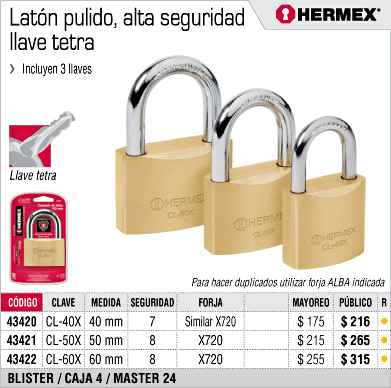 Latón pulido, alta seguridad
llave tetra
HERMEX®
› Incluyen 3 llaves
Llave tetra
HERMEX
CL-60X
HERMEX
CL-50X
HERMEX
CL-40X
HERMEX
Para hacer duplicados utilizar forja ALBA indicada
CÓDIGO CLAVE MEDIDA SEGURIDAD FORJA MAYOREO PÚBLICO R
43420 CL-40X 40 mm 7 Similar X720 $ 175 $ 216
43421 CL-50X 50 mm 8 X720 $ 215 $ 265
43422 CL-60X 60 mm 8 X720 $ 255 $ 315
BLISTER / CAJA 4 / MASTER 24